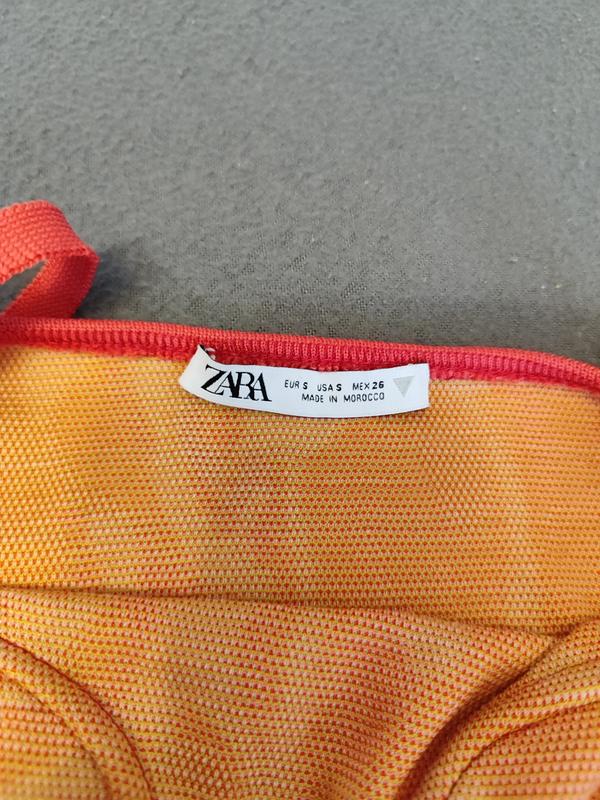 ZARA
EUR S USA S MEX 26
MADE IN MOROCCO